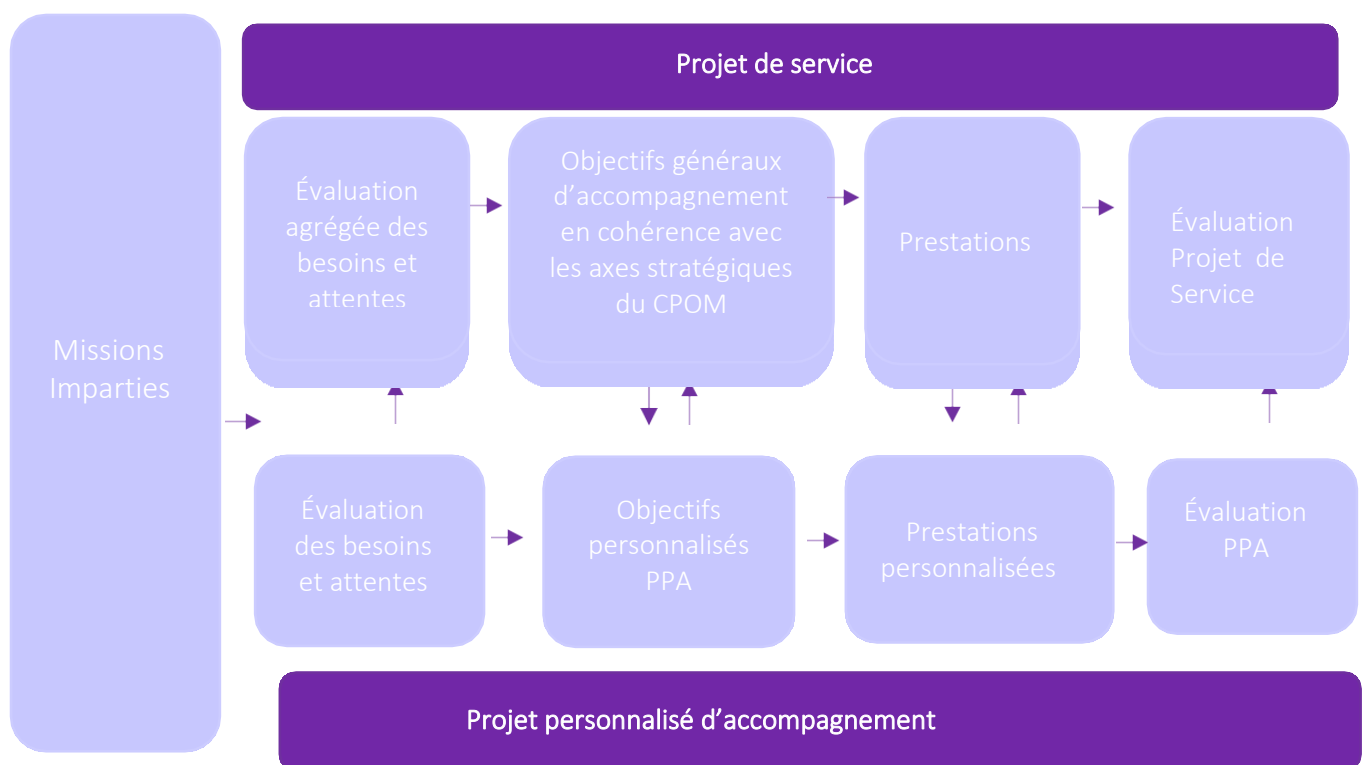 Projet de service
Missions
Imparties
Évaluation
agrégée des
besoins et
attentes
Objectifs généraux
d’accompagnement
en cohérence avec
les axes stratégiques
du CPOM
Prestations
Évaluation
Projet de
Service
Évaluation
des besoins
et attentes
Objectifs
personnalisés
PPA
Prestations
personnalisées
Évaluation
PPA
Projet personnalisé d’accompagnement